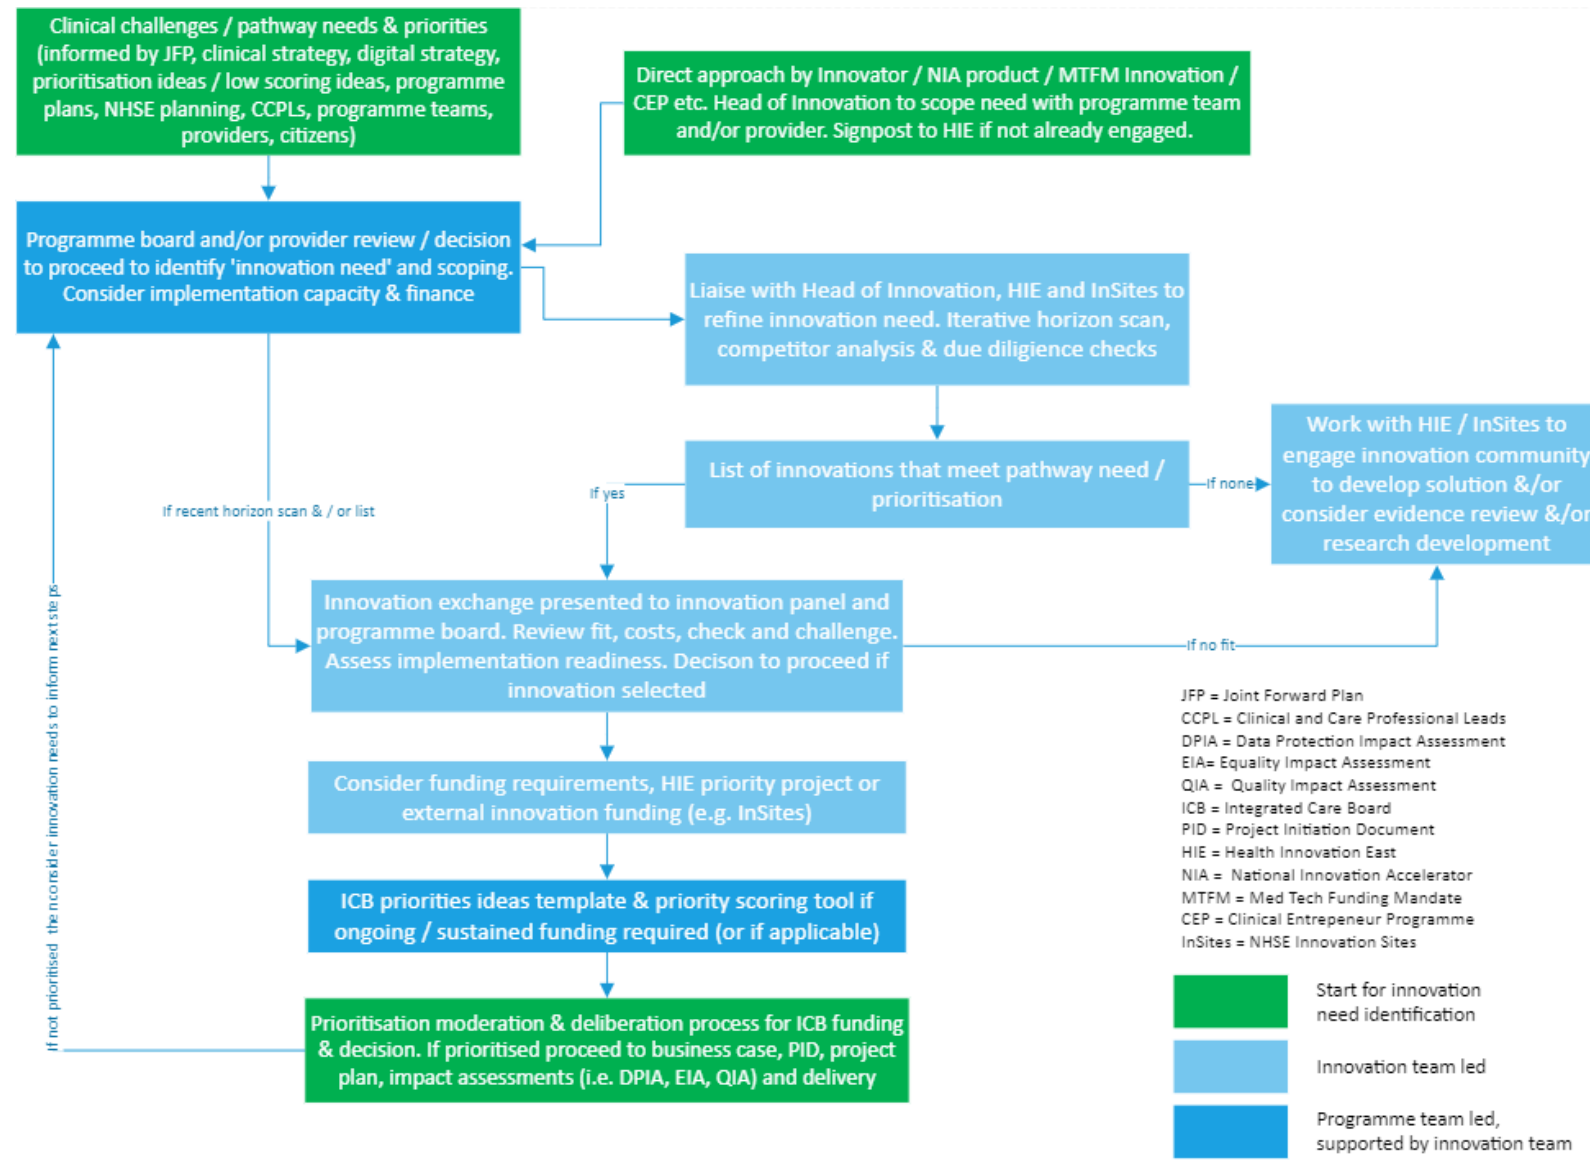 Clinical challenges / pathway needs & priorities
(informed by JFP, clinical strategy, digital strategy,
prioritisation ideas / low scoring ideas, programme
plans, NHSE planning, CCPLs, programme teams,
providers, citizens)
Direct approach by Innovator / NIA product / MTFM Innovation /
CEP etc. Head of Innovation to scope need with programme team
and/or provider. Signpost to HIE if not already engaged.
Programme board and/or provider review / decision
to proceed to identify 'innovation need' and scoping.
Consider implementation capacity & finance
Liaise with Head of Innovation, HIE and InSites to
refine innovation need. Iterative horizon scan,
competitor analysis & due diligience checks
List of innovations that meet pathway need /
prioritisation
If none
Work with HIE / InSites to
engage innovation community
to develop solution &/or
consider evidence review &/or
research development
If yes
If recent horizon scan & / or list
Innovation exchange presented to innovation panel and
programme board. Review fit, costs, check and challenge.
Assess implementation readiness. Decison to proceed if
innovation selected
If no fit
Consider funding requirements, HIE priority project or
external innovation funding (e.g. InSites)
ICB priorities ideas template & priority scoring tool if
ongoing / sustained funding required (or if applicable)
Prioritisation moderation & deliberation process for ICB funding
& decision. If prioritised proceed to business case, PID, project
plan, impact assessments (i.e. DPIA, EIA, QIA) and delivery
If not prioritised then consider innovation needs to inform next steps
JFP = Joint Forward Plan
CCPL = Clinical and Care Professional Leads
DPIA = Data Protection Impact Assessment
EIA= Equality Impact Assessment
QIA = Quality Impact Assessment
ICB = Integrated Care Board
PID = Project Initiation Document
HIE = Health Innovation East
NIA = National Innovation Accelerator
MTFM = Med Tech Funding Mandate
CEP = Clinical Entrepeneur Programme
InSites = NHSE Innovation Sites
Start for innovation
need identification
Innovation team led
Programme team led,
supported by innovation team